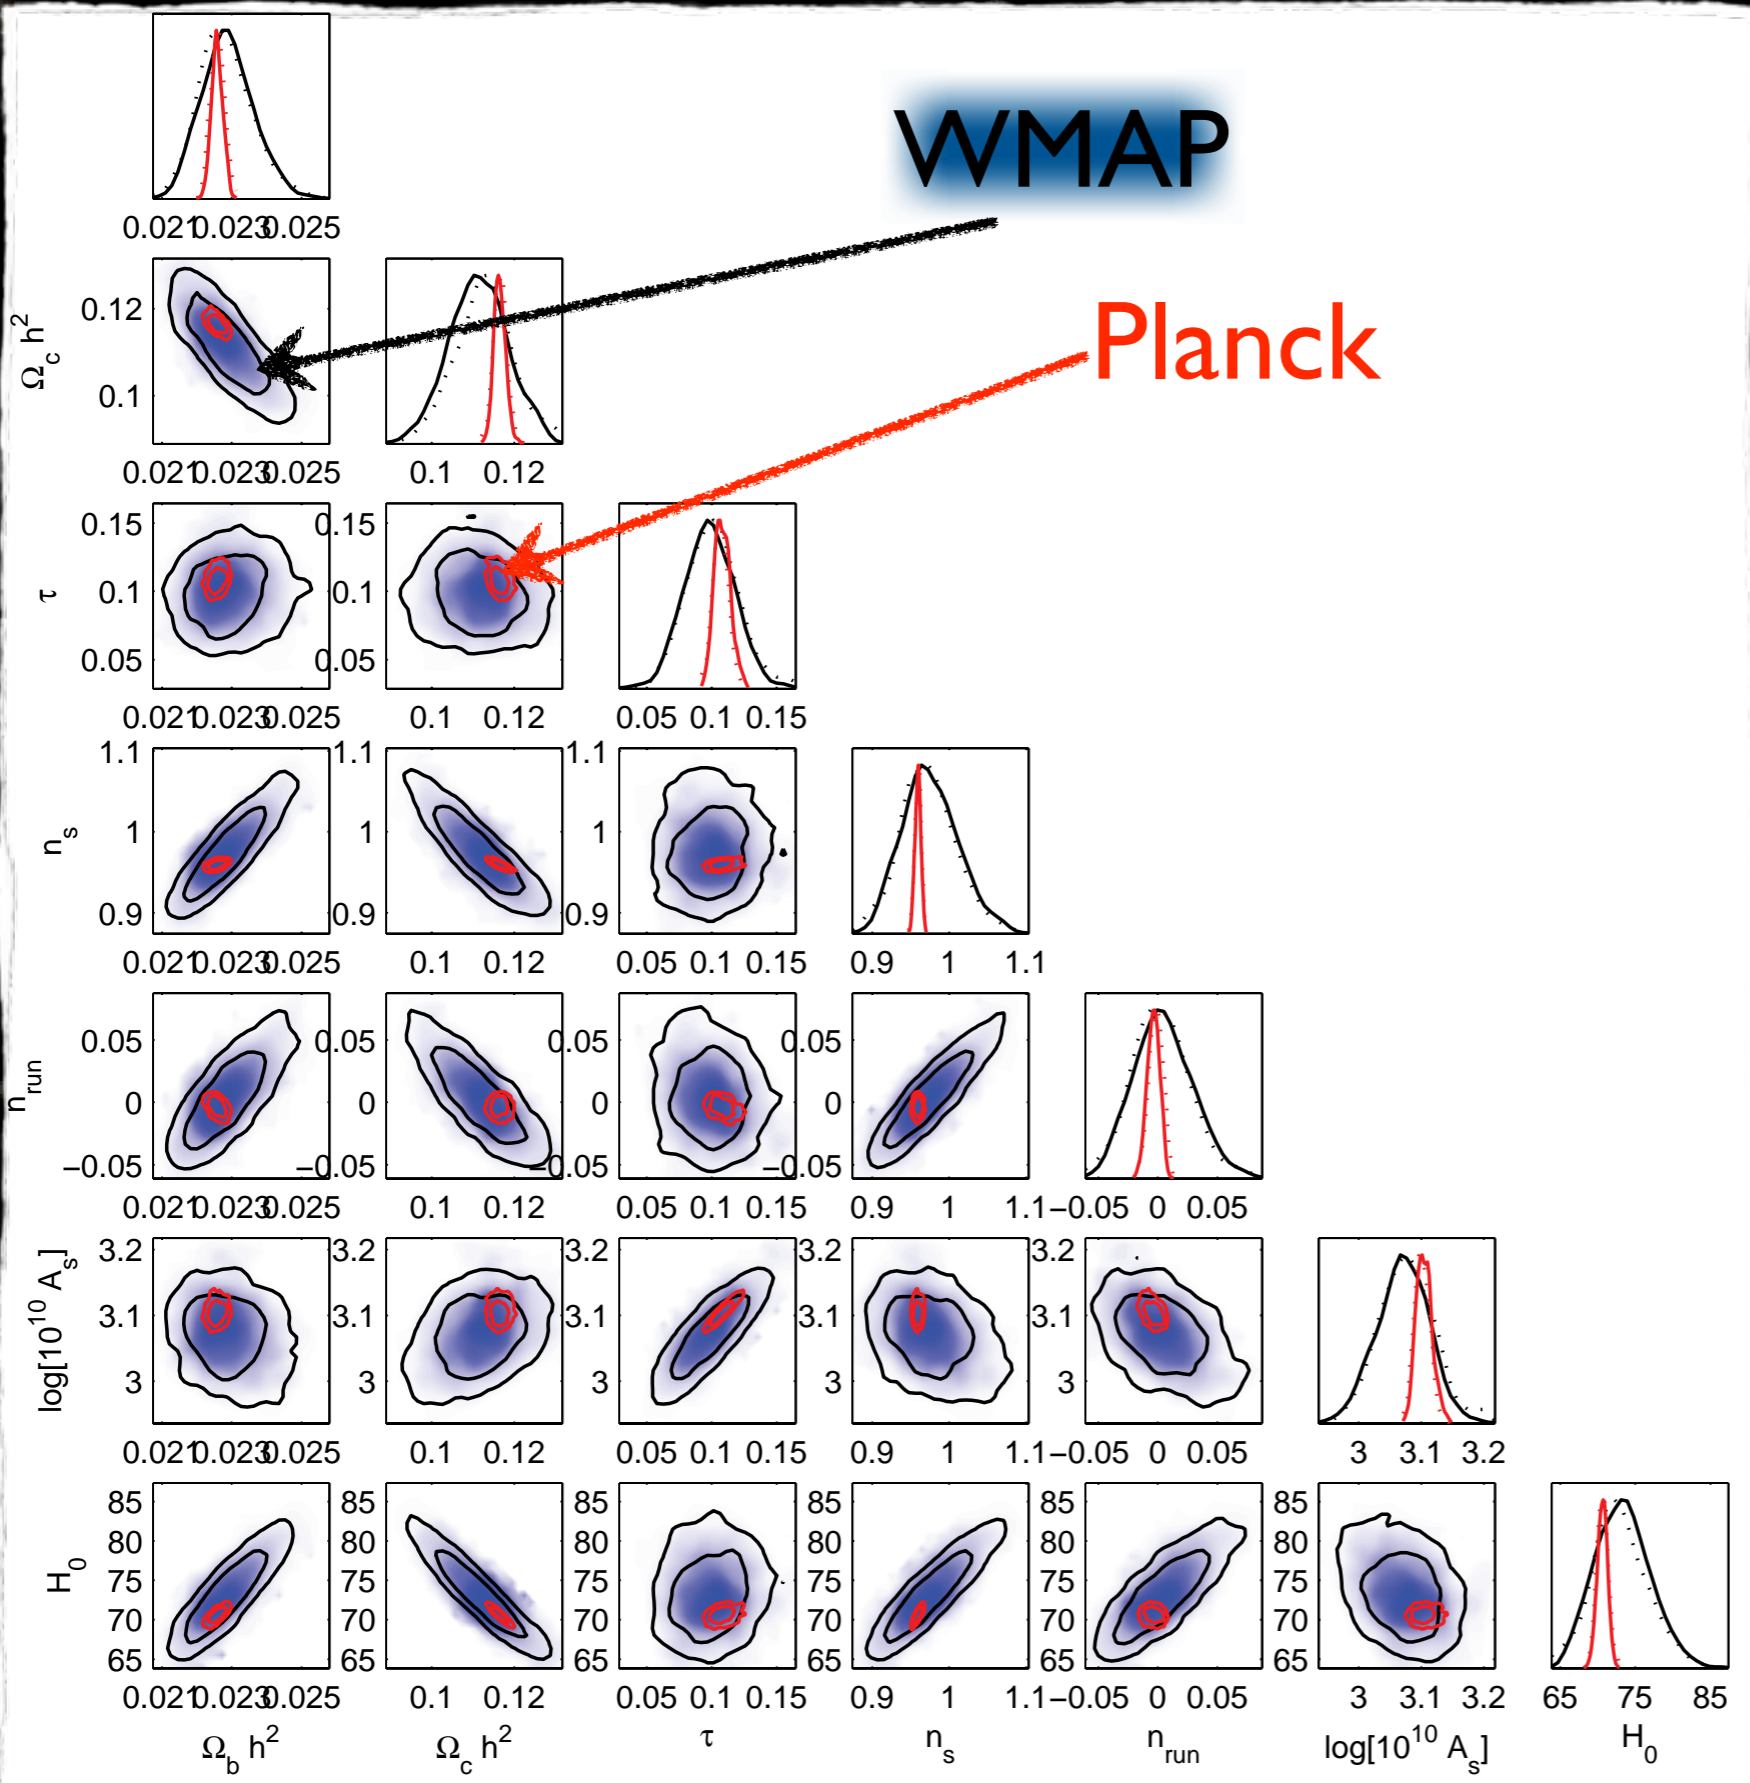 WMAP
Planck
0.021 0.023 0.025
Ω_c h^2
0.12
0.1
0.021 0.023 0.025 0.1 0.12
τ
0.15 0.15
0.1 0.1
0.05 0.05
0.021 0.023 0.025 0.1 0.12 0.05 0.1 0.15
n_s
1.1 1.1 1.1
1 1 1
0.9 0.9 0.9
0.021 0.023 0.025 0.1 0.12 0.05 0.1 0.15 0.9 1 1.1
n_run
0.05 0.05 0.05 0.05
0 0 0 0
−0.05 −0.05 −0.05 −0.05
0.021 0.023 0.025 0.1 0.12 0.05 0.1 0.15 0.9 1 1.1 −0.05 0 0.05
log[10^10 A_s]
3.2 3.2 3.2 3.2 3.2
3.1 3.1 3.1 3.1 3.1
3 3 3 3 3
0.021 0.023 0.025 0.1 0.12 0.05 0.1 0.15 0.9 1 1.1 −0.05 0 0.05 3 3.1 3.2
H_0
85 85 85 85 85 85
80 80 80 80 80 80
75 75 75 75 75 75
70 70 70 70 70 70
65 65 65 65 65 65
0.021 0.023 0.025 0.1 0.12 0.05 0.1 0.15 0.9 1 1.1 −0.05 0 0.05 3 3.1 3.2 65 75 85
Ω_b h^2 Ω_c h^2 τ n_s n_run log[10^10 A_s] H_0